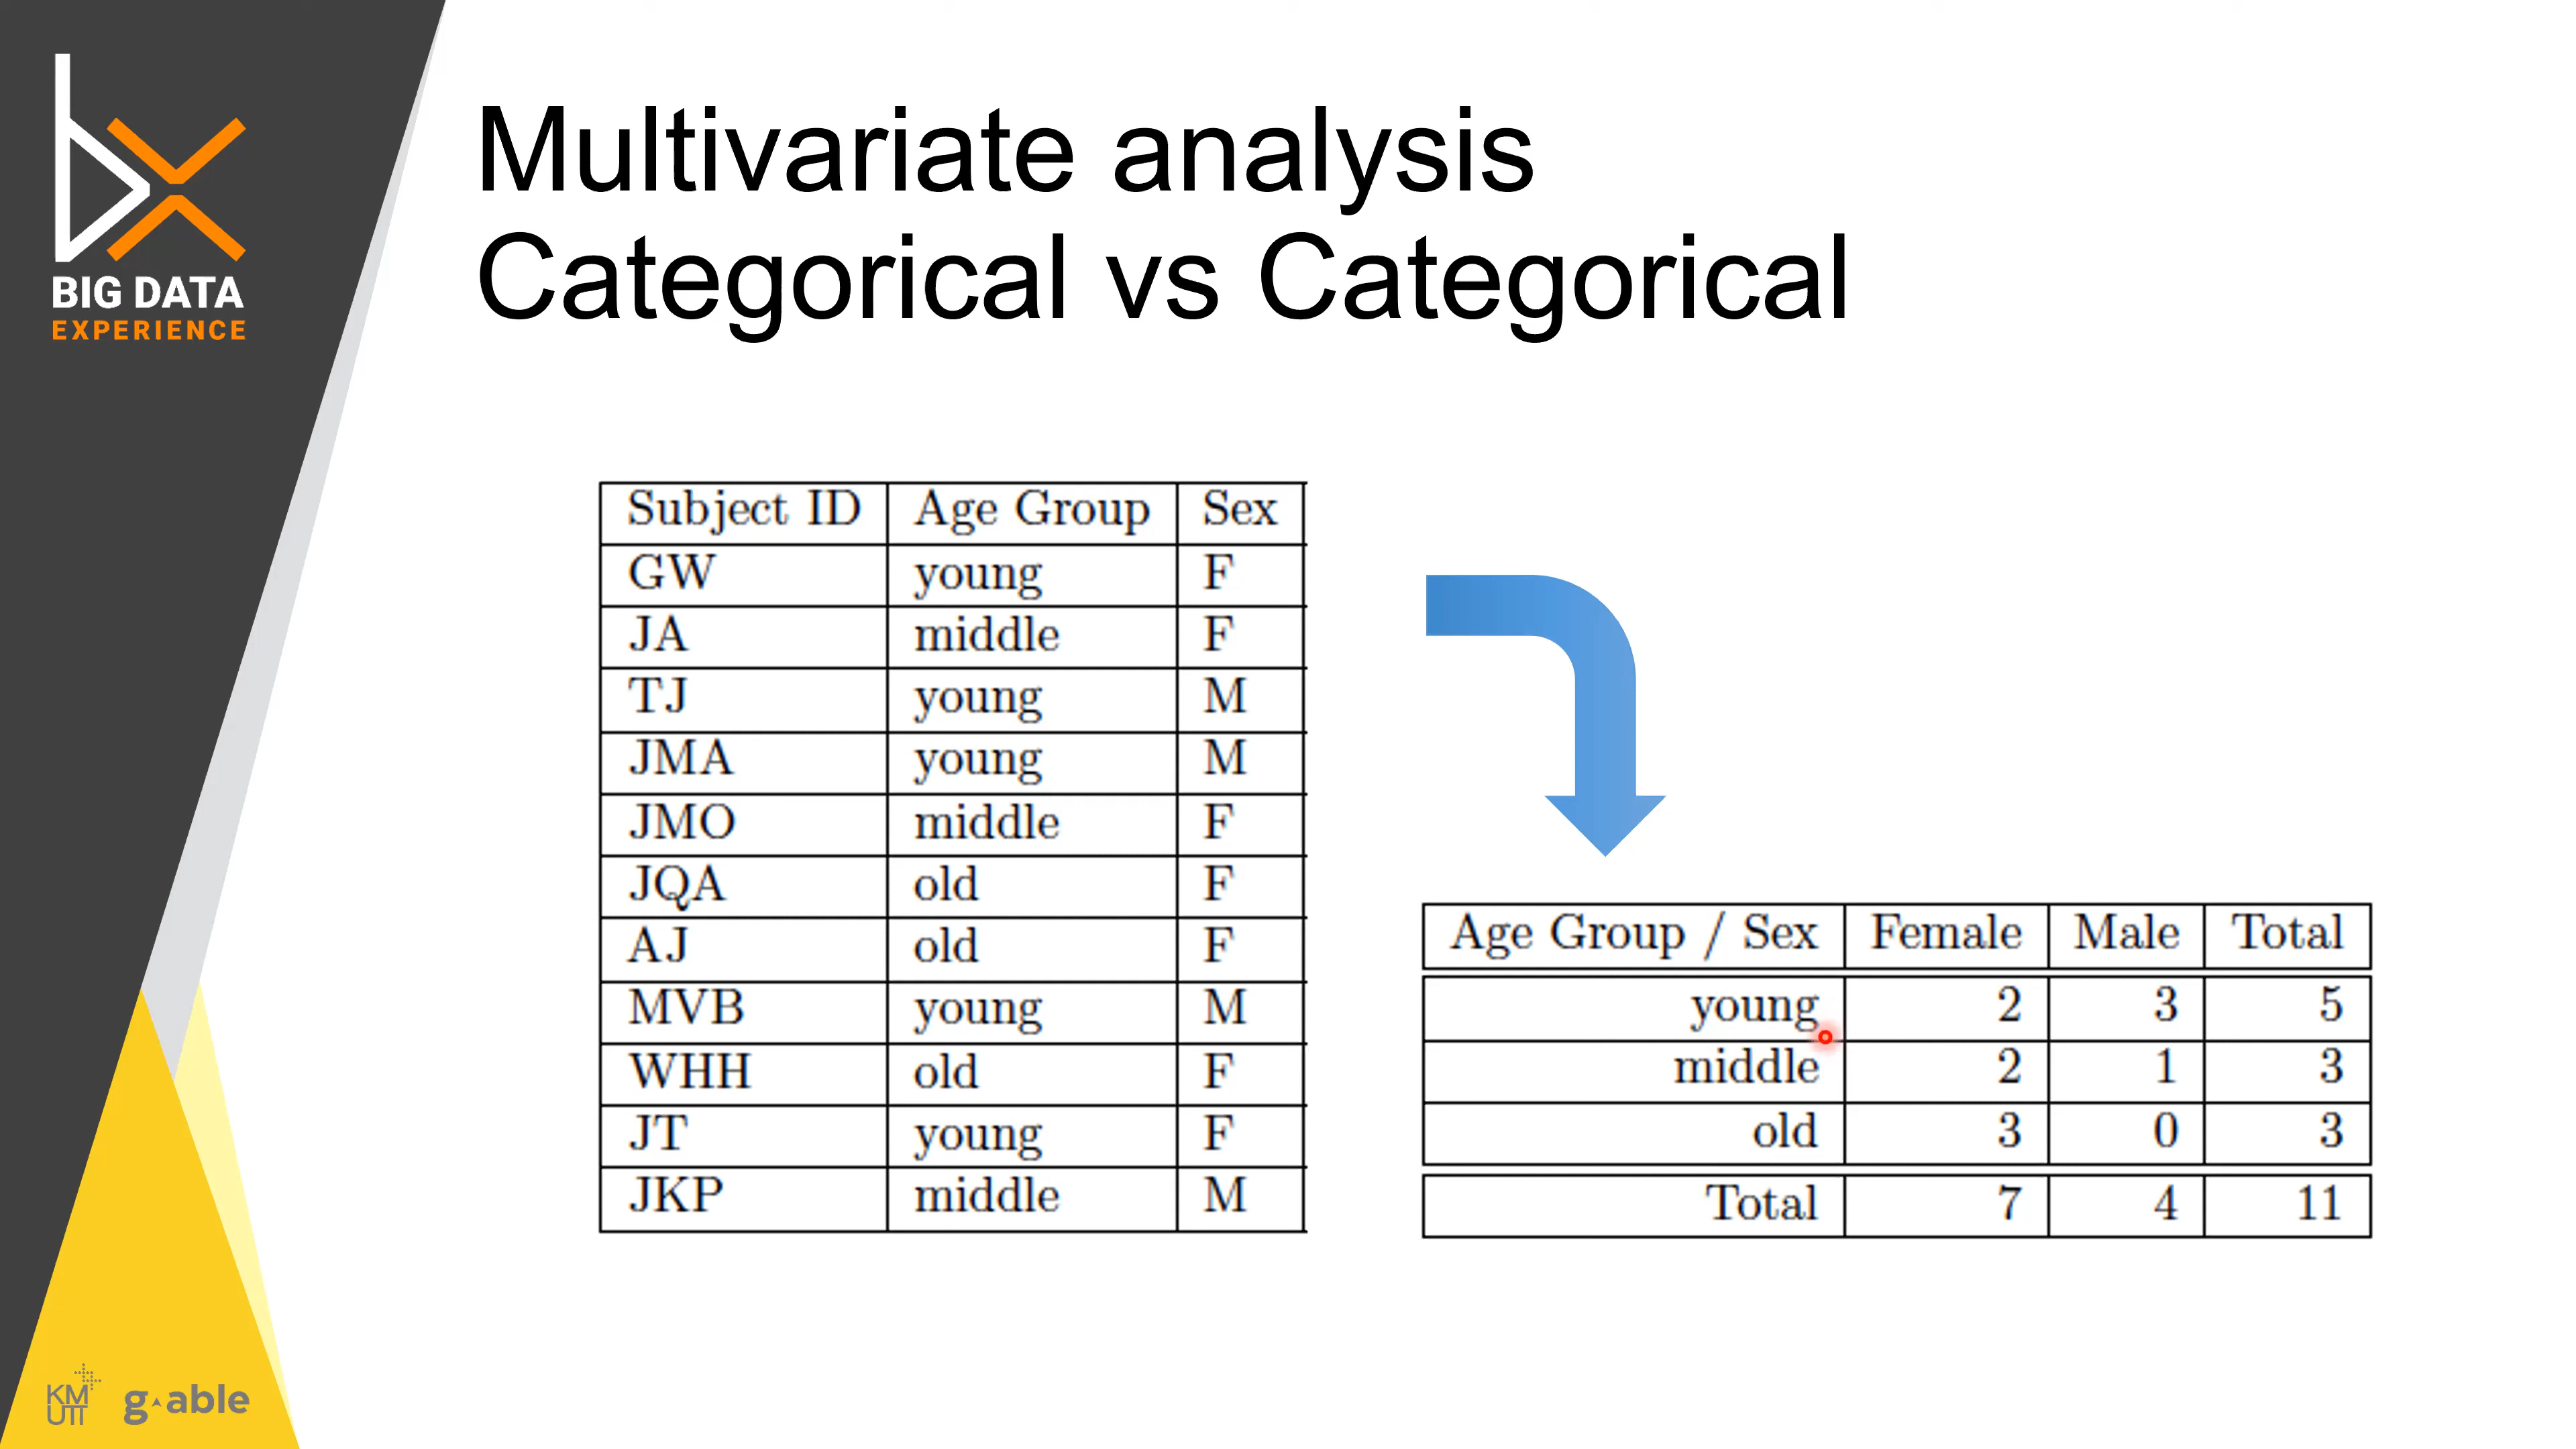 BIG DATA
EXPERIENCE
Multivariate analysis
Categorical vs Categorical
Subject ID Age Group Sex
GW young F
JA middle F
TJ young M
JMA young M
JMO middle F
JQA old F
AJ old F
MVB young M
WHH old F
JT young F
JKP middle M
Age Group / Sex Female Male Total
young 2 3 5
middle 2 1 3
old 3 0 3
Total 7 4 11
KM
UTT
g-able